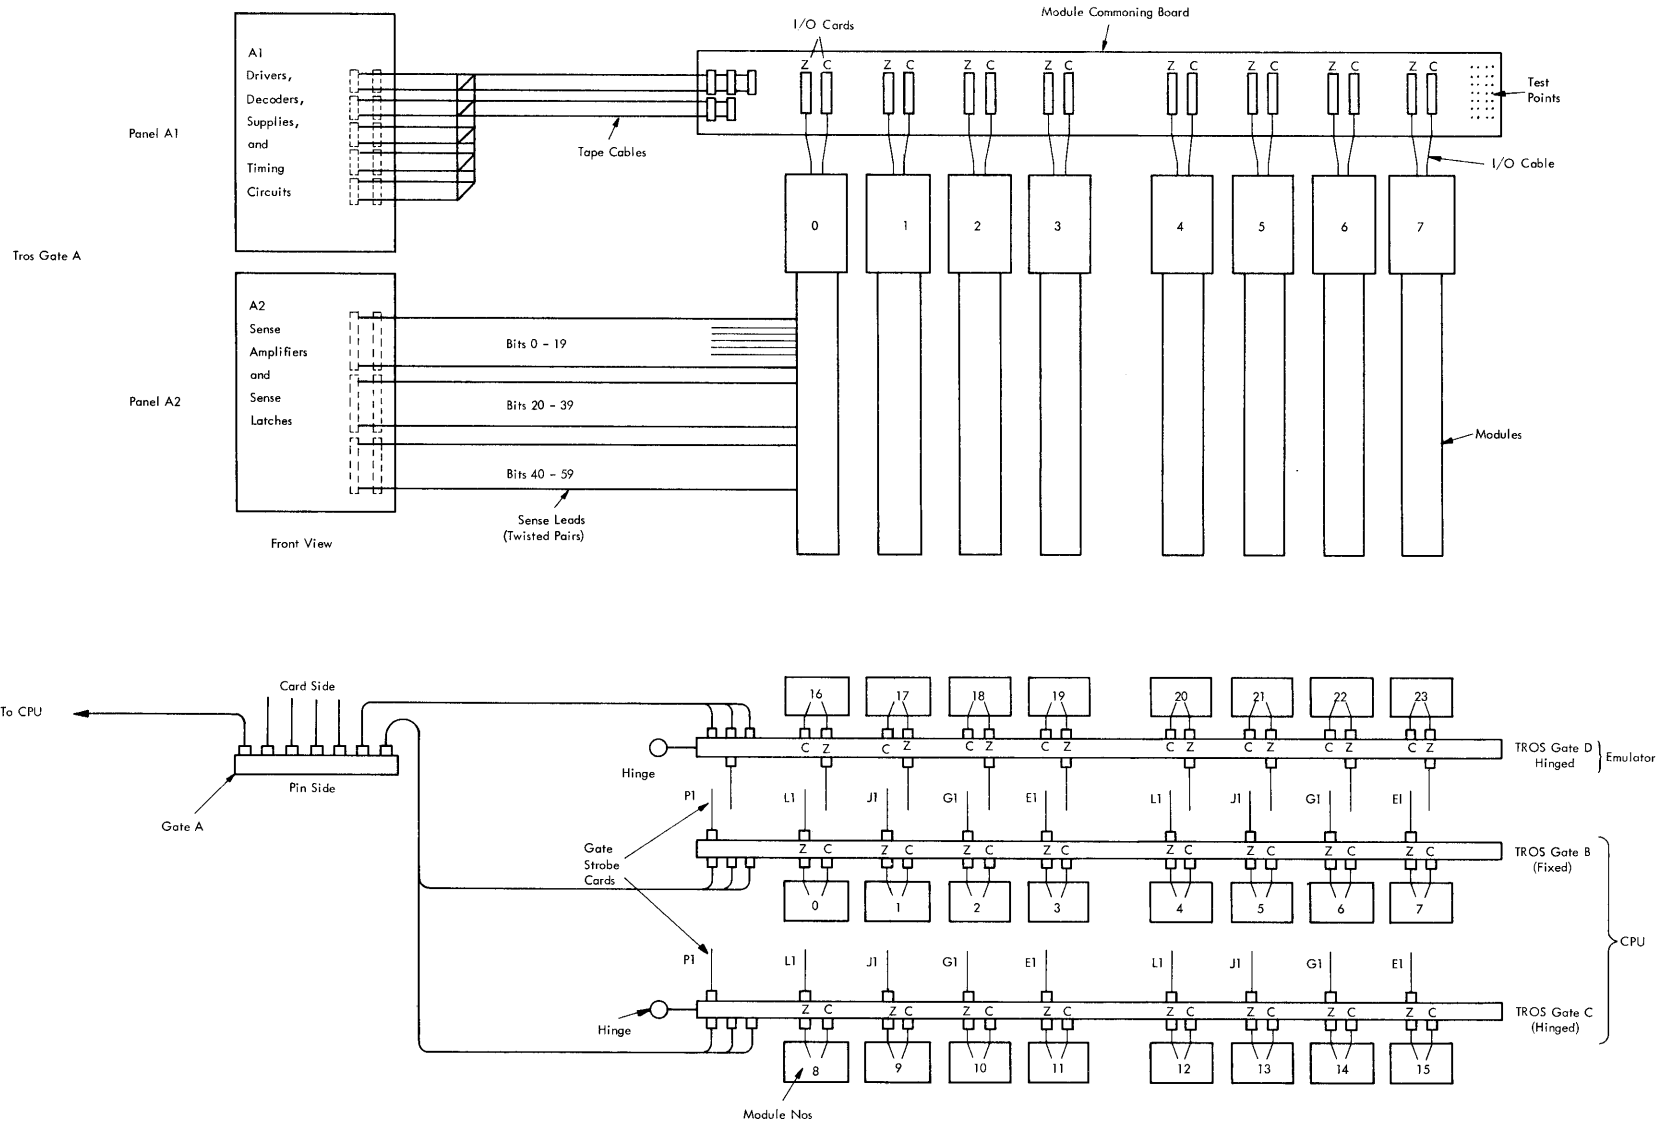 Module Commoning Board
I/O Cards
A1
Drivers,
Decoders,
Supplies,
and
Timing
Circuits
Z C Z C Z C Z C Z C Z C Z C Z C
Test
Points
Panel A1
Tape Cables
I/O Cable
0 1 2 3 4 5 6 7
Tros Gate A
A2
Sense
Amplifiers
and
Sense
Latches
Bits 0 - 19
Panel A2
Bits 20 - 39
Modules
Bits 40 - 59
Sense Leads
(Twisted Pairs)
Front View
Card Side
To CPU
16 17 18 19 20 21 22 23
C Z C Z C Z C Z C Z C Z C Z C Z
TROS Gate D
Hinged
Emulator
Hinge
Pin Side
Gate A
P1 L1 J1 G1 E1 L1 J1 G1 E1
Gate
Strobe
Cards
Z C Z C Z C Z C Z C Z C Z C Z C
TROS Gate B
(Fixed)
0 1 2 3 4 5 6 7
CPU
P1 L1 J1 G1 E1 L1 J1 G1 E1
Hinge
Z C Z C Z C Z C Z C Z C Z C Z C
TROS Gate C
(Hinged)
8 9 10 11 12 13 14 15
Module Nos